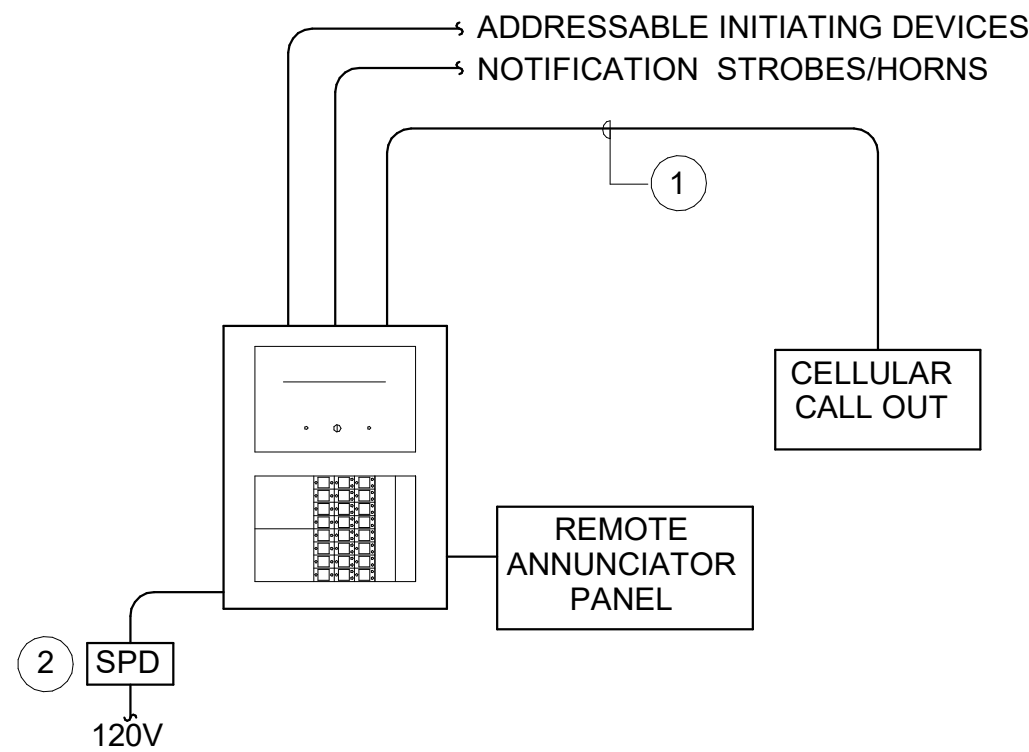 ADDRESSABLE INITIATING DEVICES
NOTIFICATION STROBES/HORNS
1
CELLULAR
CALL OUT
REMOTE
ANNUNCIATOR
PANEL
2
SPD
120V